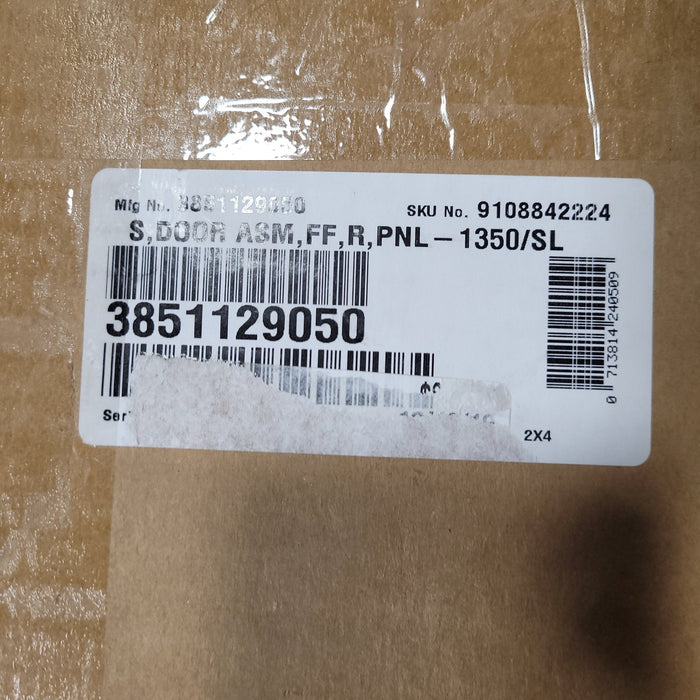 Mfg No. 3851129050 SKU No. 9108842224
S,DOOR ASM,FF,R,PNL-1350/SL
3851129050
0 713814 240509
2X4